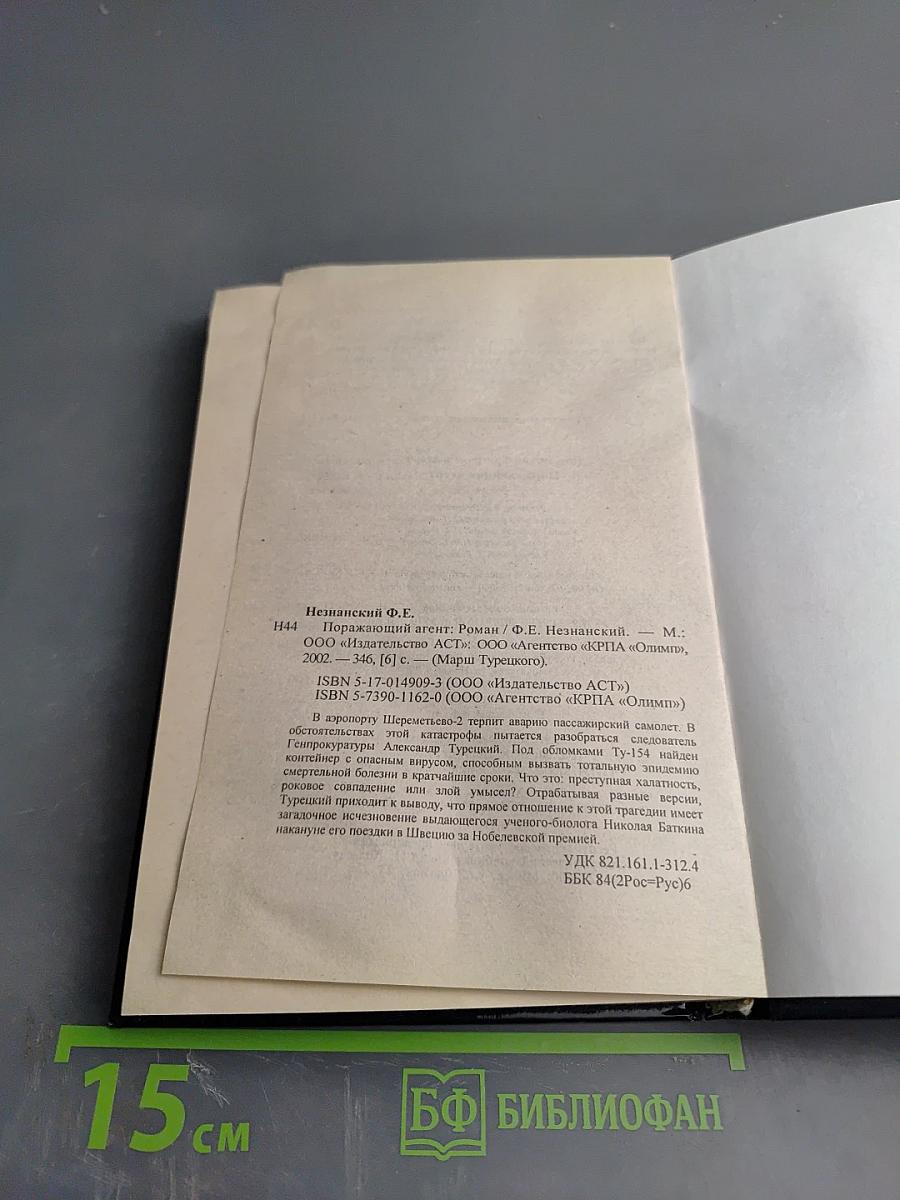 Незнанский Ф.Е.
Н44 Поражающий агент: Роман / Ф.Е. Незнанский. — М.:
ООО «Издательство АСТ»: ООО «Агентство «КРПА «Олимп»,
2002. — 346, [6] с. — (Марш Турецкого).
ISBN 5-17-014909-3 (ООО «Издательство АСТ»)
ISBN 5-7390-1162-0 (ООО «Агентство «КРПА «Олимп»)
В аэропорту Шереметьево-2 терпит аварию пассажирский самолет. В
обстоятельствах этой катастрофы пытается разобраться следователь
Генпрокуратуры Александр Турецкий. Под обломками Ту-154 найден
контейнер с опасным вирусом, способным вызвать тотальную эпидемию
смертельной болезни в кратчайшие сроки. Что это: преступная халатность,
роковое совпадение или злой умысел? Отрабатывая разные версии,
Турецкий приходит к выводу, что прямое отношение к этой трагедии имеет
загадочное исчезновение выдающегося ученого-биолога Николая Баткина
накануне его поездки в Швецию за Нобелевской премией.
УДК 821.161.1-312.4
ББК 84(2Рос=Рус)6
15 см
БФ БИБЛИОФАН